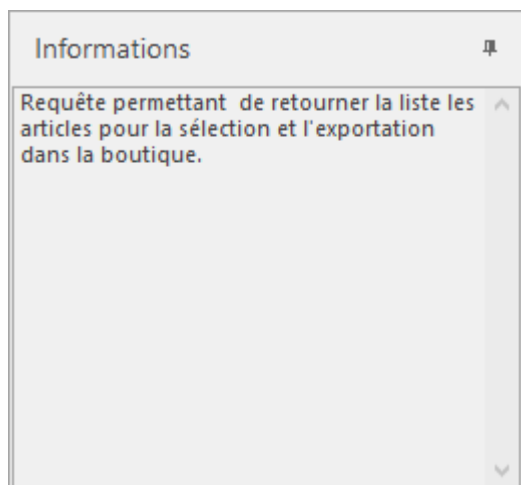 Informations
Requête permettant  de retourner la liste les
articles pour la sélection et l'exportation
dans la boutique.